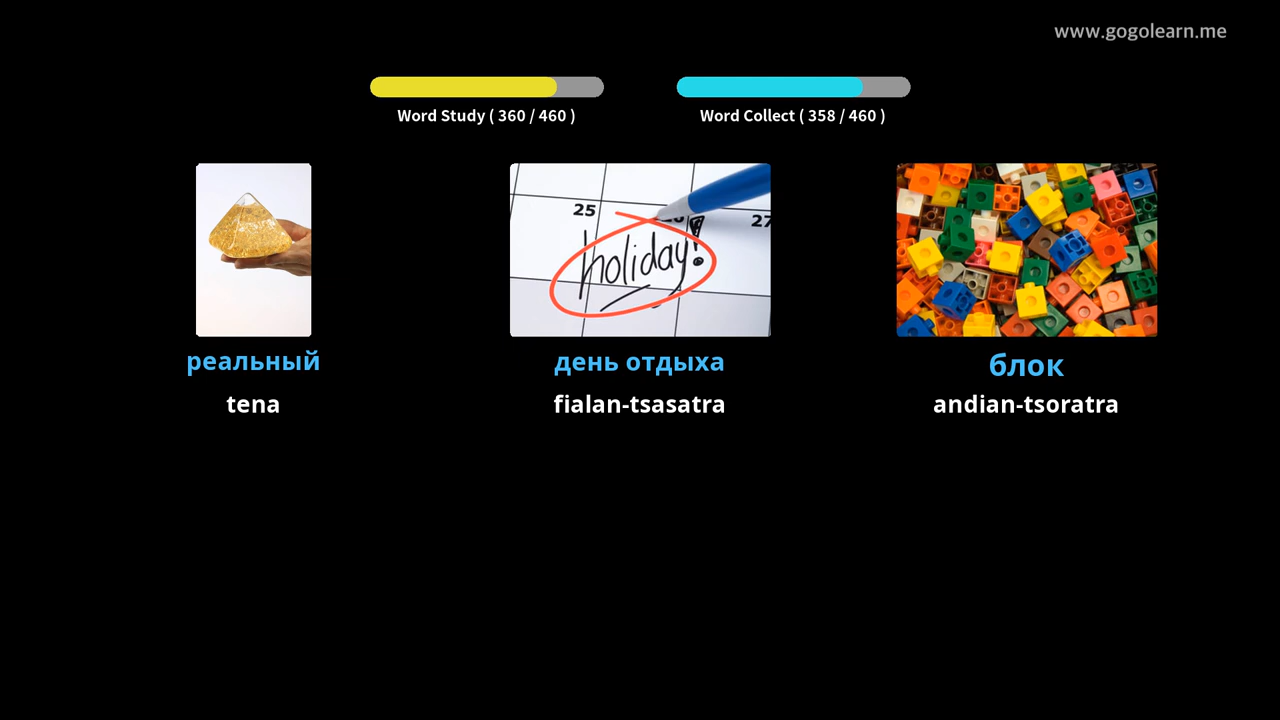 www.gogolearn.me
Word Study ( 360 / 460 )
Word Collect ( 358 / 460 )
25
27
holiday!
реальный
день отдыха
блок
tena
fialan-tsasatra
andian-tsoratra